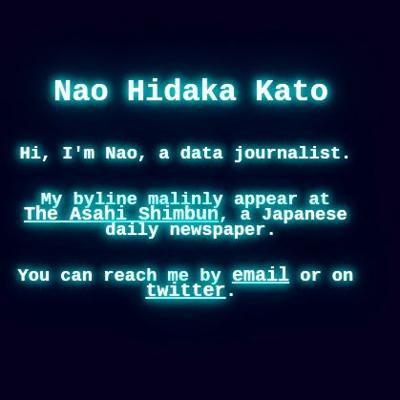 Nao Hidaka Kato
Hi, I'm Nao, a data journalist.
My byline malinly appear at
The Asahi Shimbun, a Japanese
daily newspaper.
You can reach me by email or on
twitter.